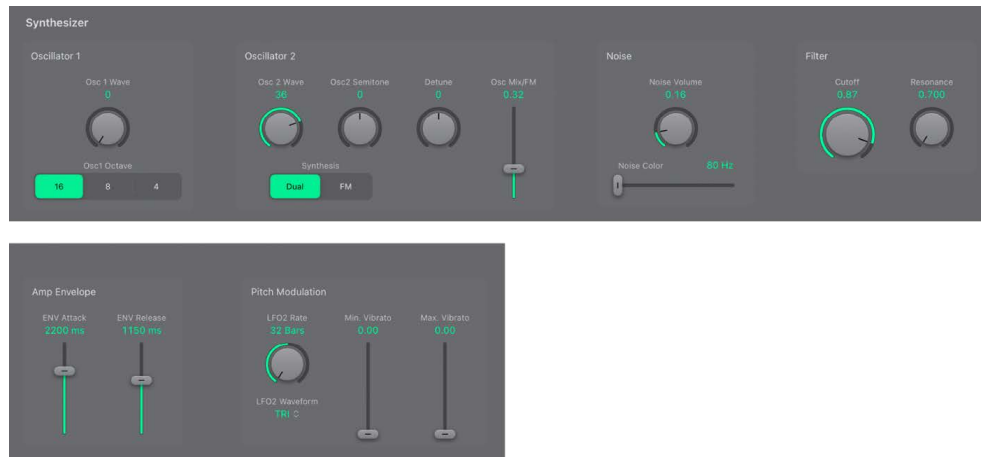 Synthesizer
Oscillator 1
Osc 1 Wave
0
Osc1 Octave
16 8 4
Oscillator 2
Osc 2 Wave Osc2 Semitone Detune Osc Mix/FM
36 0 0 0.32
Synthesis
Dual FM
Noise
Noise Volume
0.16
Noise Color 80 Hz
Filter
Cutoff Resonance
0.87 0.700
Amp Envelope
ENV Attack ENV Release
2200 ms 1150 ms
Pitch Modulation
LFO2 Rate Min. Vibrato Max. Vibrato
32 Bars 0.00 0.00
LFO2 Waveform
TRI